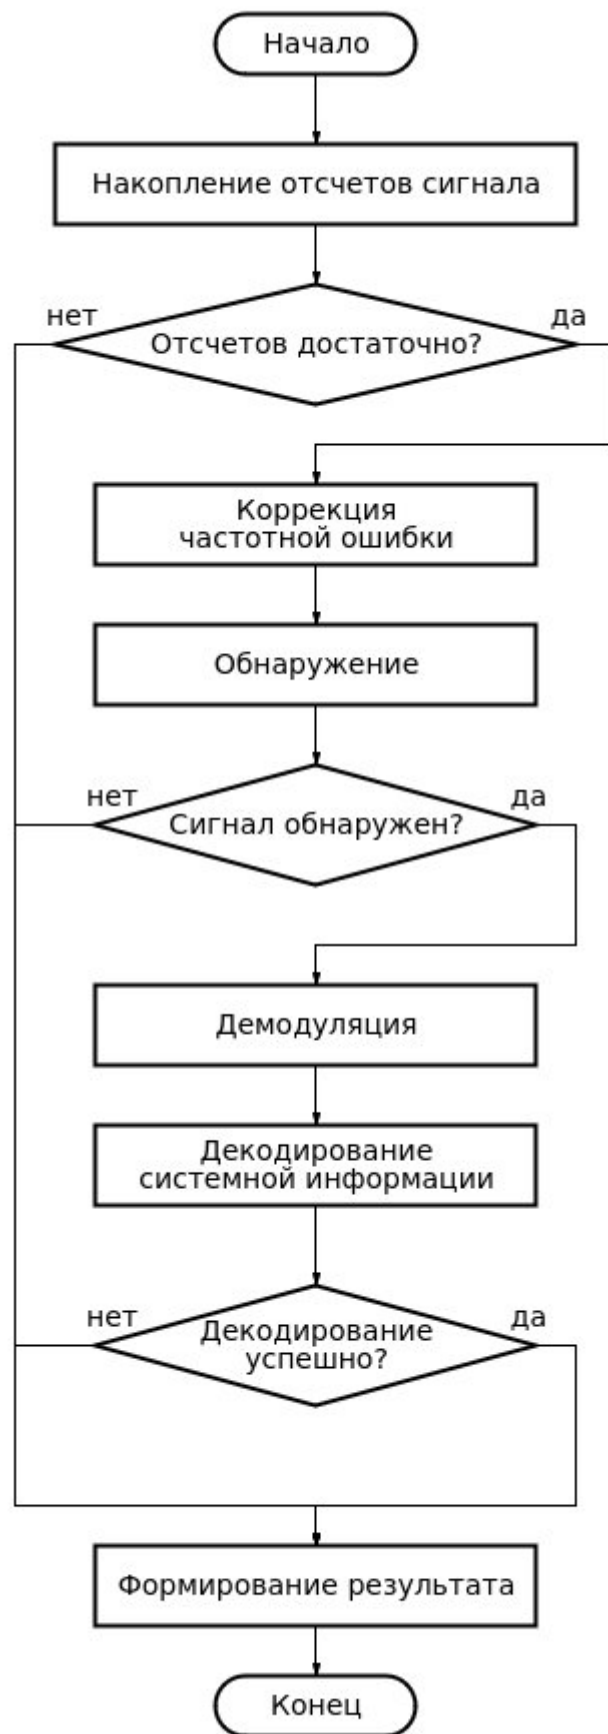 Начало
Накопление отсчетов сигнала
нет
да
Отсчетов достаточно?
Коррекция
частотной ошибки
Обнаружение
нет
да
Сигнал обнаружен?
Демодуляция
Декодирование
системной информации
нет
да
Декодирование
успешно?
Формирование результата
Конец